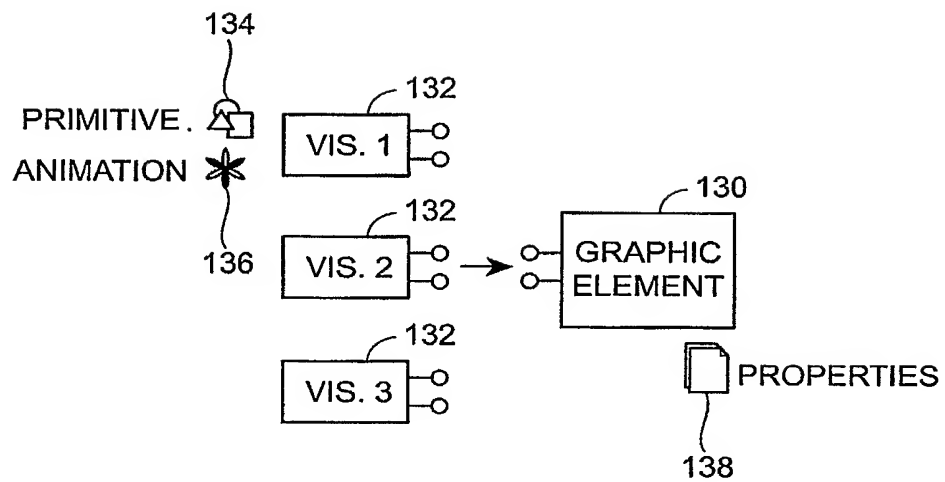 134
132
PRIMITIVE.
VIS. 1
ANIMATION
130
132
136
VIS. 2
GRAPHIC
ELEMENT
132
VIS. 3
PROPERTIES
138